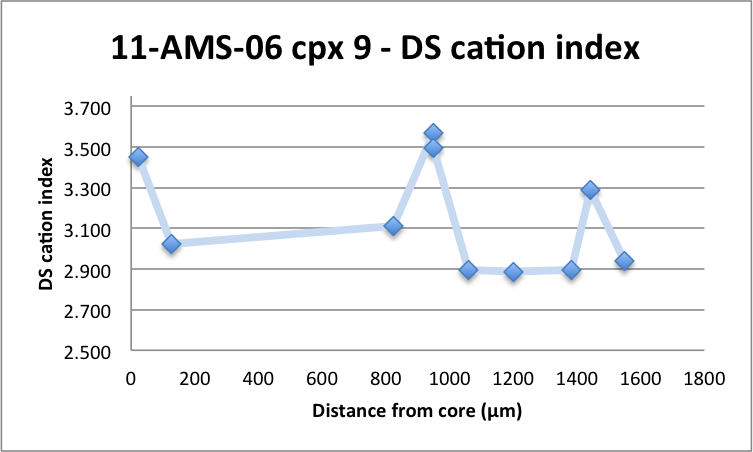 11-AMS-06 cpx 9 - DS cation index
3.700
3.500
3.300
3.100
2.900
2.700
2.500
DS cation index
0 200 400 600 800 1000 1200 1400 1600 1800
Distance from core (μm)